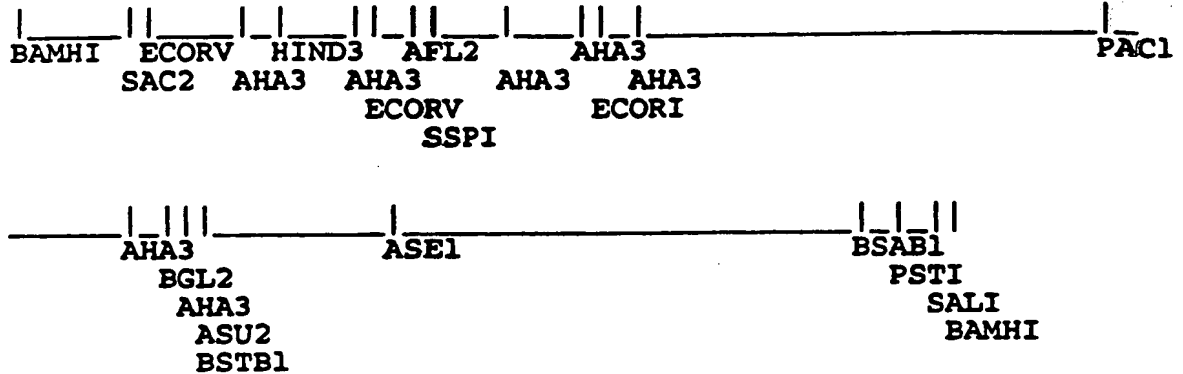 BAMHI ECORV HIND3 AFL2 AHA3 PAC1
SAC2 AHA3 AHA3 AHA3 AHA3
ECORV ECORI
SSPI
AHA3 ASE1 BSAB1
BGL2 PSTI
AHA3 SALI
ASU2 BAMHI
BSTB1